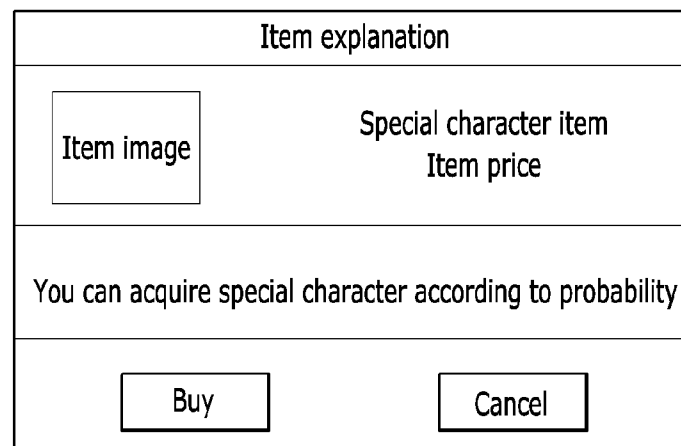 Item explanation
Item image
Special character item
Item price
You can acquire special character according to probability
Buy
Cancel